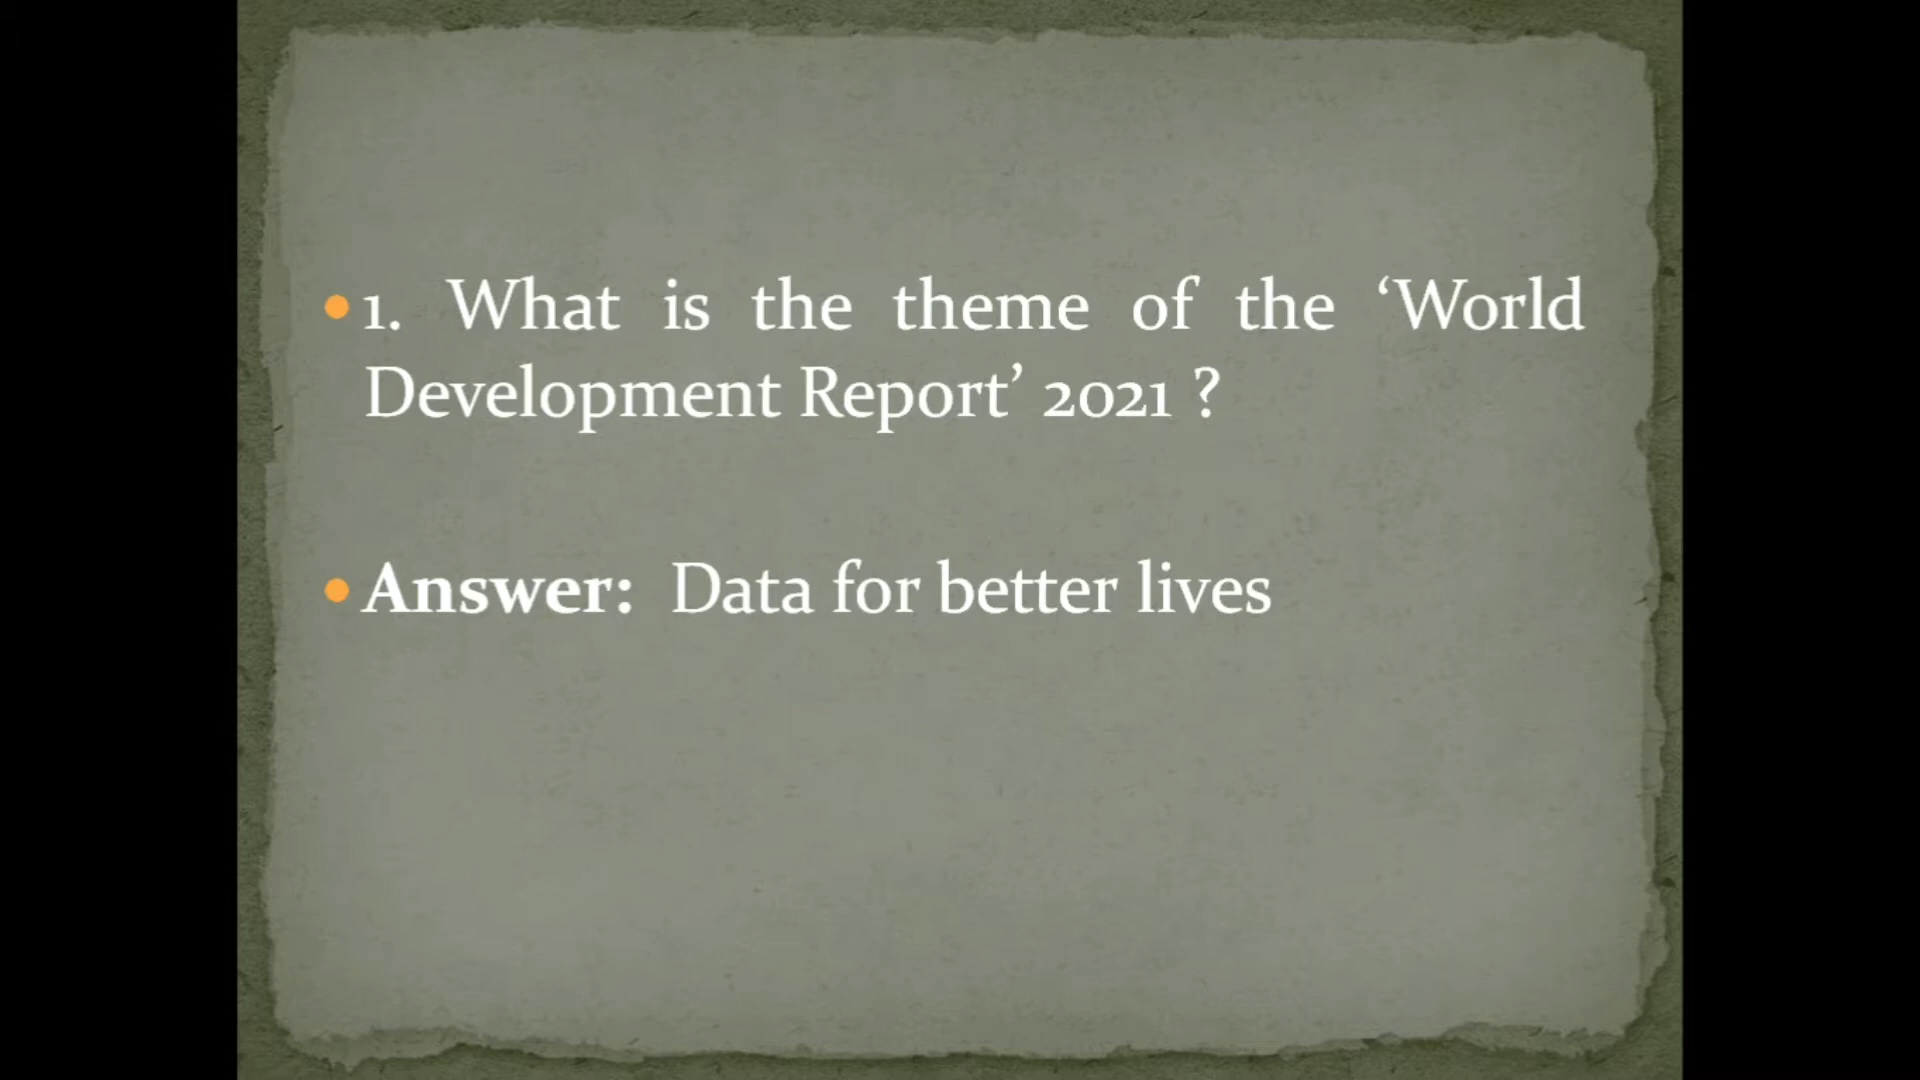 • 1. What is the theme of the ‘World
Development Report’ 2021 ?
• Answer: Data for better lives